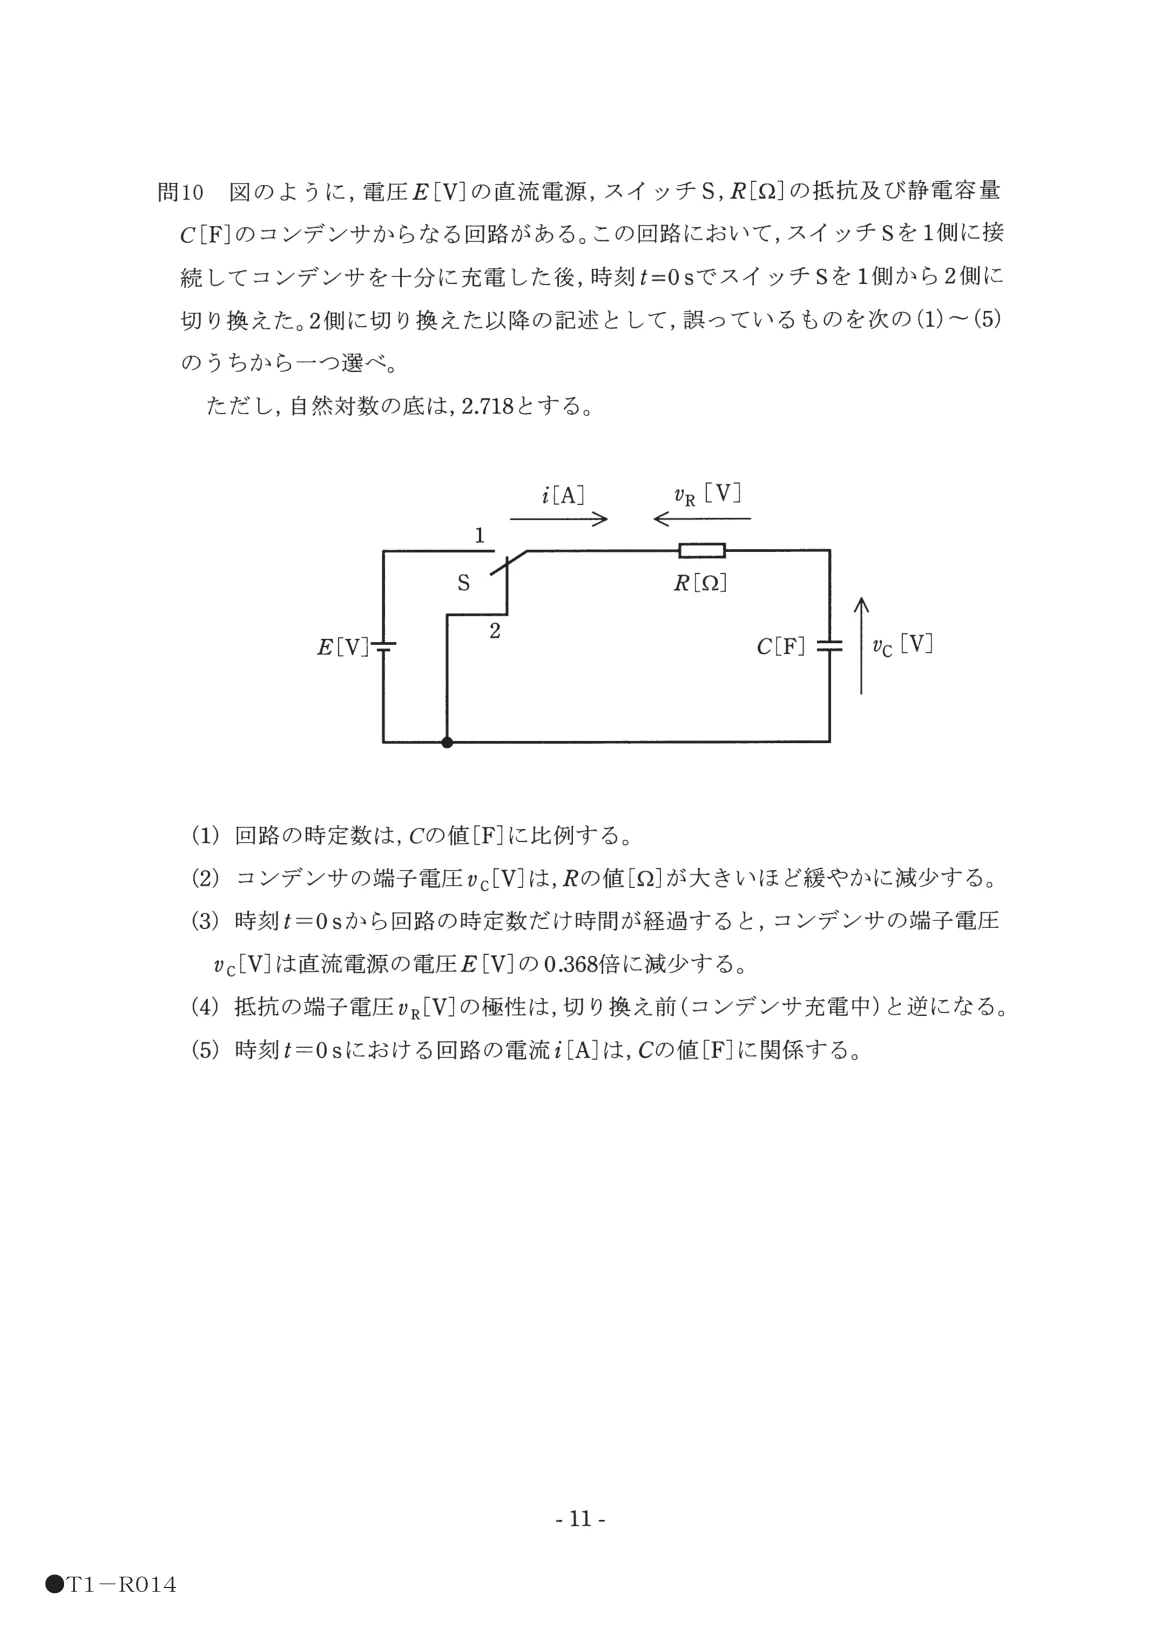 問10　図のように, 電圧E[V]の直流電源, スイッチS, R[Ω]の抵抗及び静電容量
C[F]のコンデンサからなる回路がある。この回路において, スイッチSを1側に接
続してコンデンサを十分に充電した後, 時刻t=0 sでスイッチSを1側から2側に
切り換えた。2側に切り換えた以降の記述として, 誤っているものを次の(1)～(5)
のうちから一つ選べ。
ただし, 自然対数の底は, 2.718とする。
i[A]
vR [V]
1
S
R[Ω]
2
E[V]
C[F]
vC [V]
(1) 回路の時定数は, Cの値[F]に比例する。
(2) コンデンサの端子電圧vC[V]は, Rの値[Ω]が大きいほど緩やかに減少する。
(3) 時刻t=0 sから回路の時定数だけ時間が経過すると, コンデンサの端子電圧
vC[V]は直流電源の電圧E[V]の0.368倍に減少する。
(4) 抵抗の端子電圧vR[V]の極性は, 切り換え前(コンデンサ充電中)と逆になる。
(5) 時刻t=0 sにおける回路の電流i[A]は, Cの値[F]に関係する。
- 11 -
●T1－R014